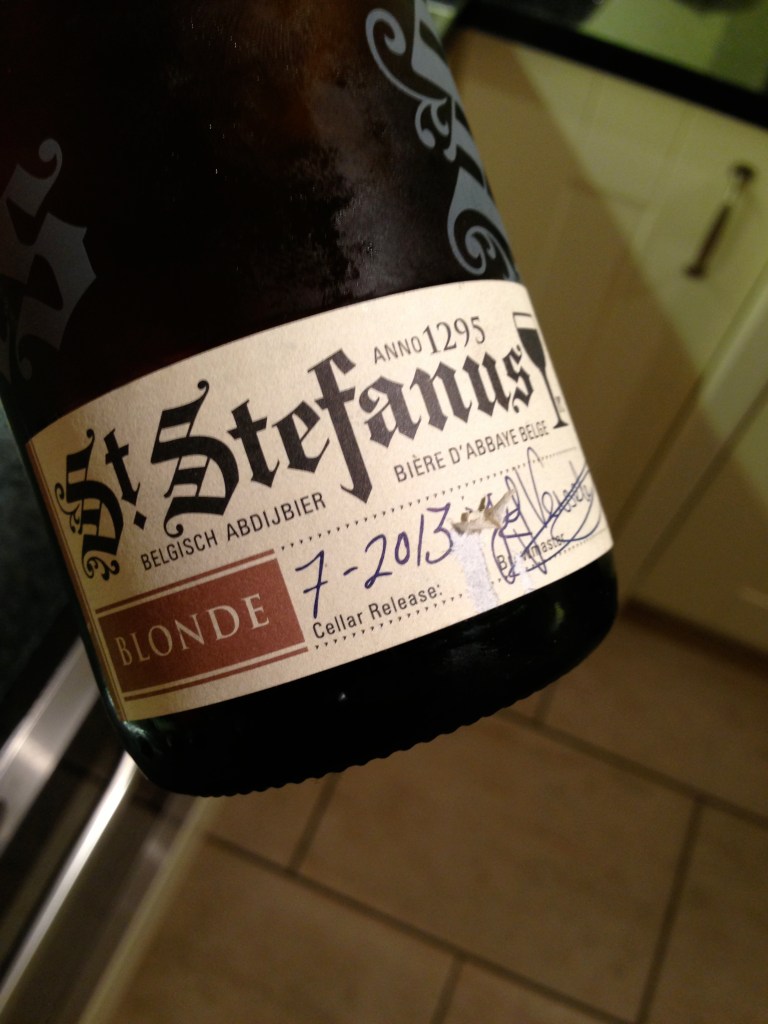 ANNO 1295
St. Stefanus
BELGISCH ABDIJBIER BIÈRE D'ABBAYE BELGE
7-2013
BLONDE
Cellar Release: